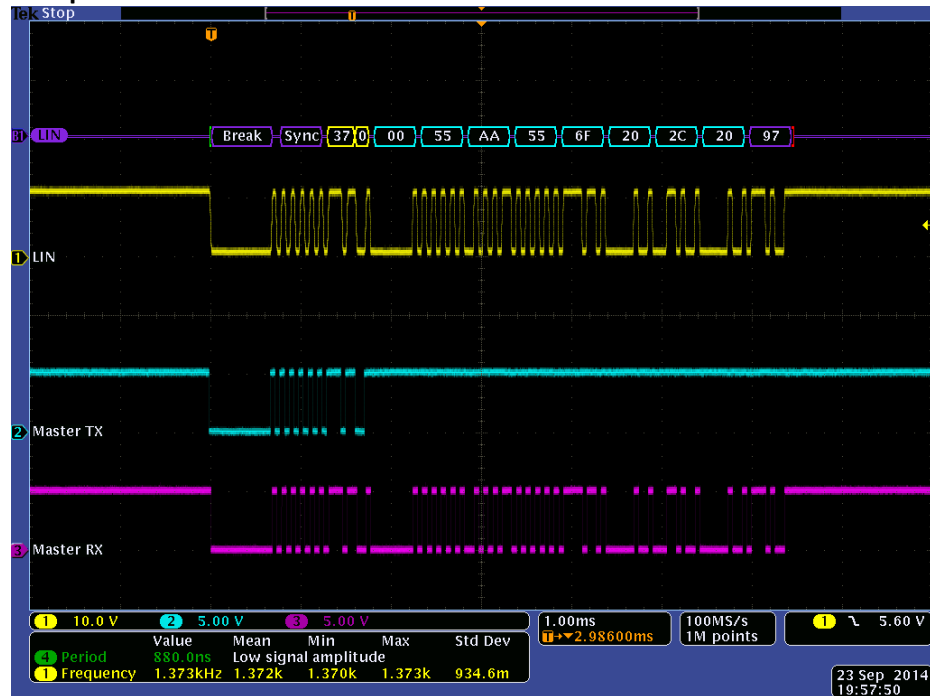 Tek Stop
T
T
B1 LIN Break Sync 37 0 00 55 AA 55 6F 20 2C 20 97
1 LIN
2 Master TX
3 Master RX
1 10.0 V 2 5.00 V 3 5.00 V
1.00ms 100MS/s 1 5.60 V
T→▼2.98600ms 1M points
Value Mean Min Max Std Dev
4 Period 880.0ns Low signal amplitude
1 Frequency 1.373kHz 1.372k 1.370k 1.373k 934.6m
23 Sep 2014
19:57:50